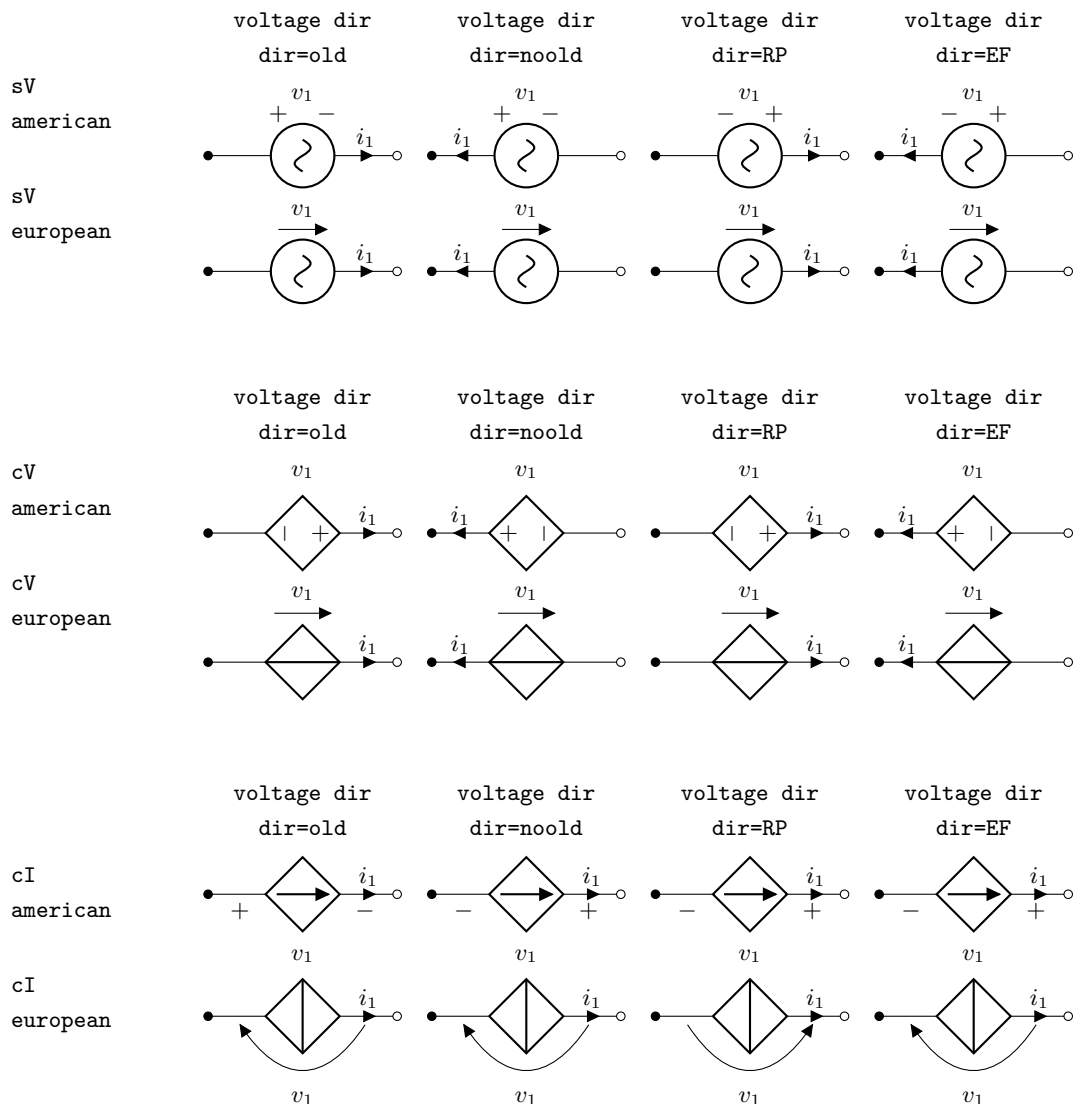 voltage dir voltage dir voltage dir voltage dir
dir=old dir=noold dir=RP dir=EF
sV
american
v₁ v₁ v₁ v₁
+ − + − − + − +
i₁ i₁ i₁ i₁
sV
european
v₁ v₁ v₁ v₁
i₁ i₁ i₁ i₁
voltage dir voltage dir voltage dir voltage dir
dir=old dir=noold dir=RP dir=EF
cV
american
v₁ v₁ v₁ v₁
i₁ i₁ i₁ i₁
− + + − − + + −
cV
european
v₁ v₁ v₁ v₁
i₁ i₁ i₁ i₁
voltage dir voltage dir voltage dir voltage dir
dir=old dir=noold dir=RP dir=EF
cI
american
i₁ i₁ i₁ i₁
+ − − + − + − +
v₁ v₁ v₁ v₁
cI
european
i₁ i₁ i₁ i₁
v₁ v₁ v₁ v₁